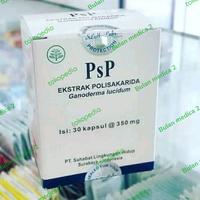 PROTECTION
PsP
EKSTRAK POLISAKARIDA
Ganoderma lucidum
Isi: 30 kapsul @ 350 mg
PT. Sahabat Lingkungan Hidup
Surabaya - Indonesia
tokopedia
Bulan medica 2